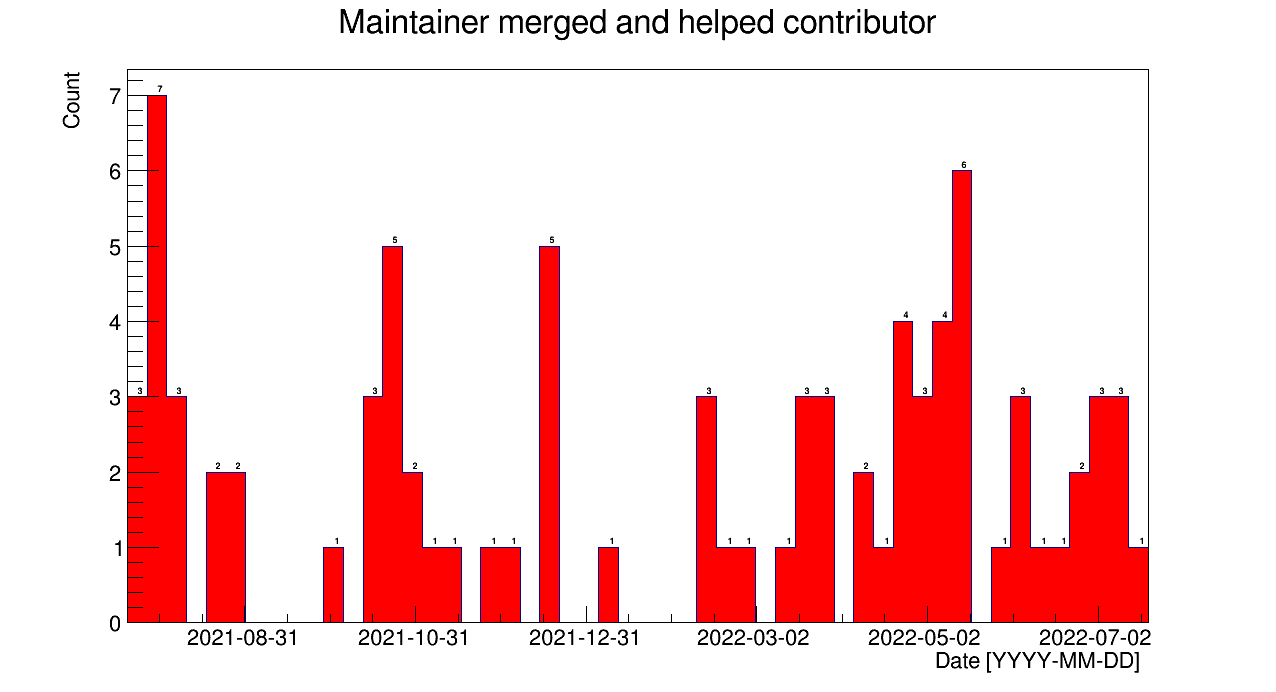 Maintainer merged and helped contributor
Count
7
6
5
4
3
2
1
0
3 7 3 2 2 1 3 5 2 1 1 1 1 5 1 3 1 1 1 3 3 2 1 4 3 4 6 1 3 1 1 2 3 3 1
2021-08-31 2021-10-31 2021-12-31 2022-03-02 2022-05-02 2022-07-02
Date [YYYY-MM-DD]